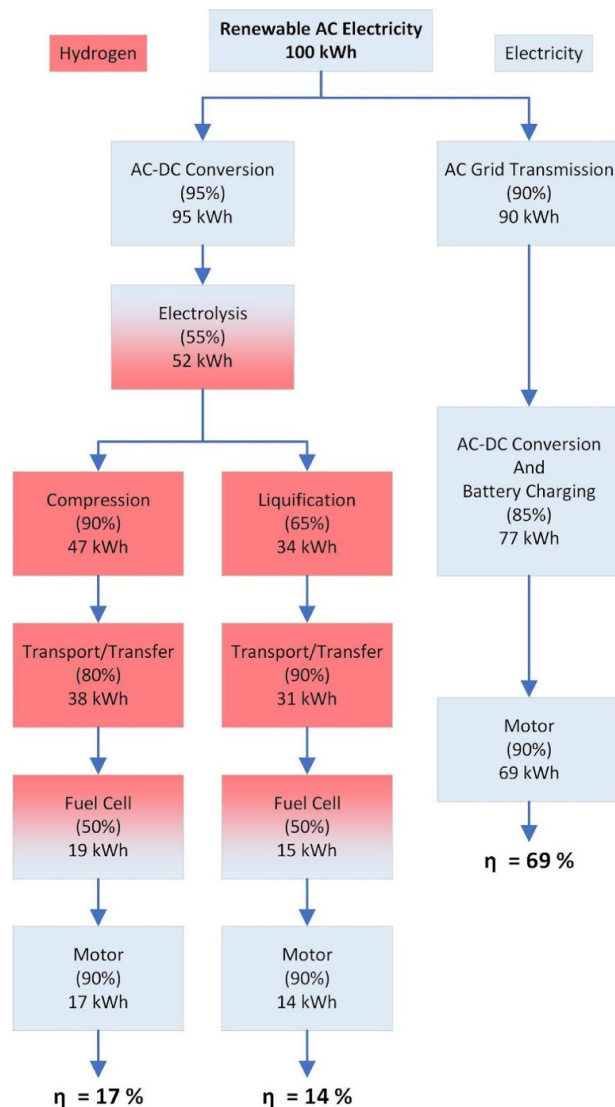 Renewable AC Electricity
100 kWh
Hydrogen
Electricity
AC-DC Conversion
(95%)
95 kWh
AC Grid Transmission
(90%)
90 kWh
Electrolysis
(55%)
52 kWh
Compression
(90%)
47 kWh
Liquification
(65%)
34 kWh
AC-DC Conversion
And
Battery Charging
(85%)
77 kWh
Transport/Transfer
(80%)
38 kWh
Transport/Transfer
(90%)
31 kWh
Motor
(90%)
69 kWh
η = 69 %
Fuel Cell
(50%)
19 kWh
Fuel Cell
(50%)
15 kWh
Motor
(90%)
17 kWh
Motor
(90%)
14 kWh
η = 17 %
η = 14 %